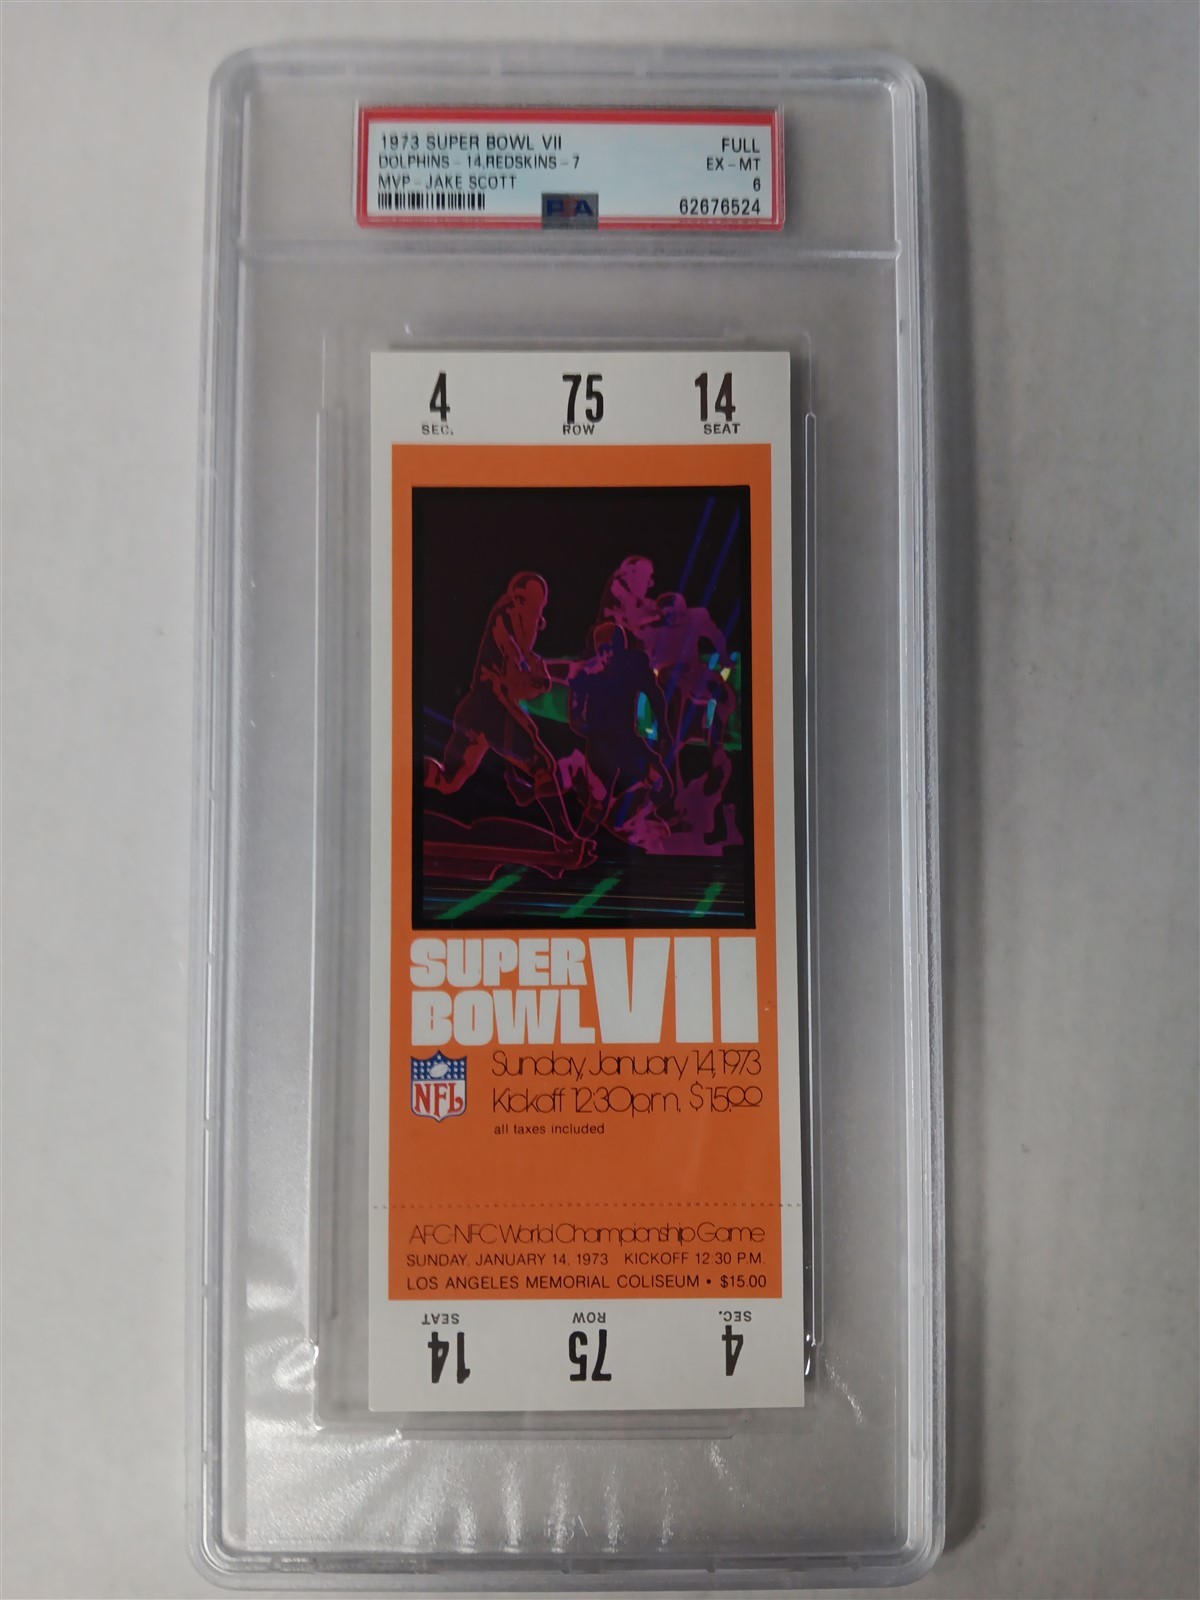 1973 SUPER BOWL VII
DOLPHINS - 14,REDSKINS - 7
MVP - JAKE SCOTT
FULL
EX - MT
6
62676524
PSA
4 75 14
SEC. ROW SEAT
SUPER
BOWL VII
NFL
Sunday, January 14, 1973
Kickoff 12:30p.m. $15.00
all taxes included
AFC-NFC World Championship Game
SUNDAY, JANUARY 14, 1973 KICKOFF 12:30 P.M.
LOS ANGELES MEMORIAL COLISEUM • $15.00
SEC. ROW SEAT
4 75 14